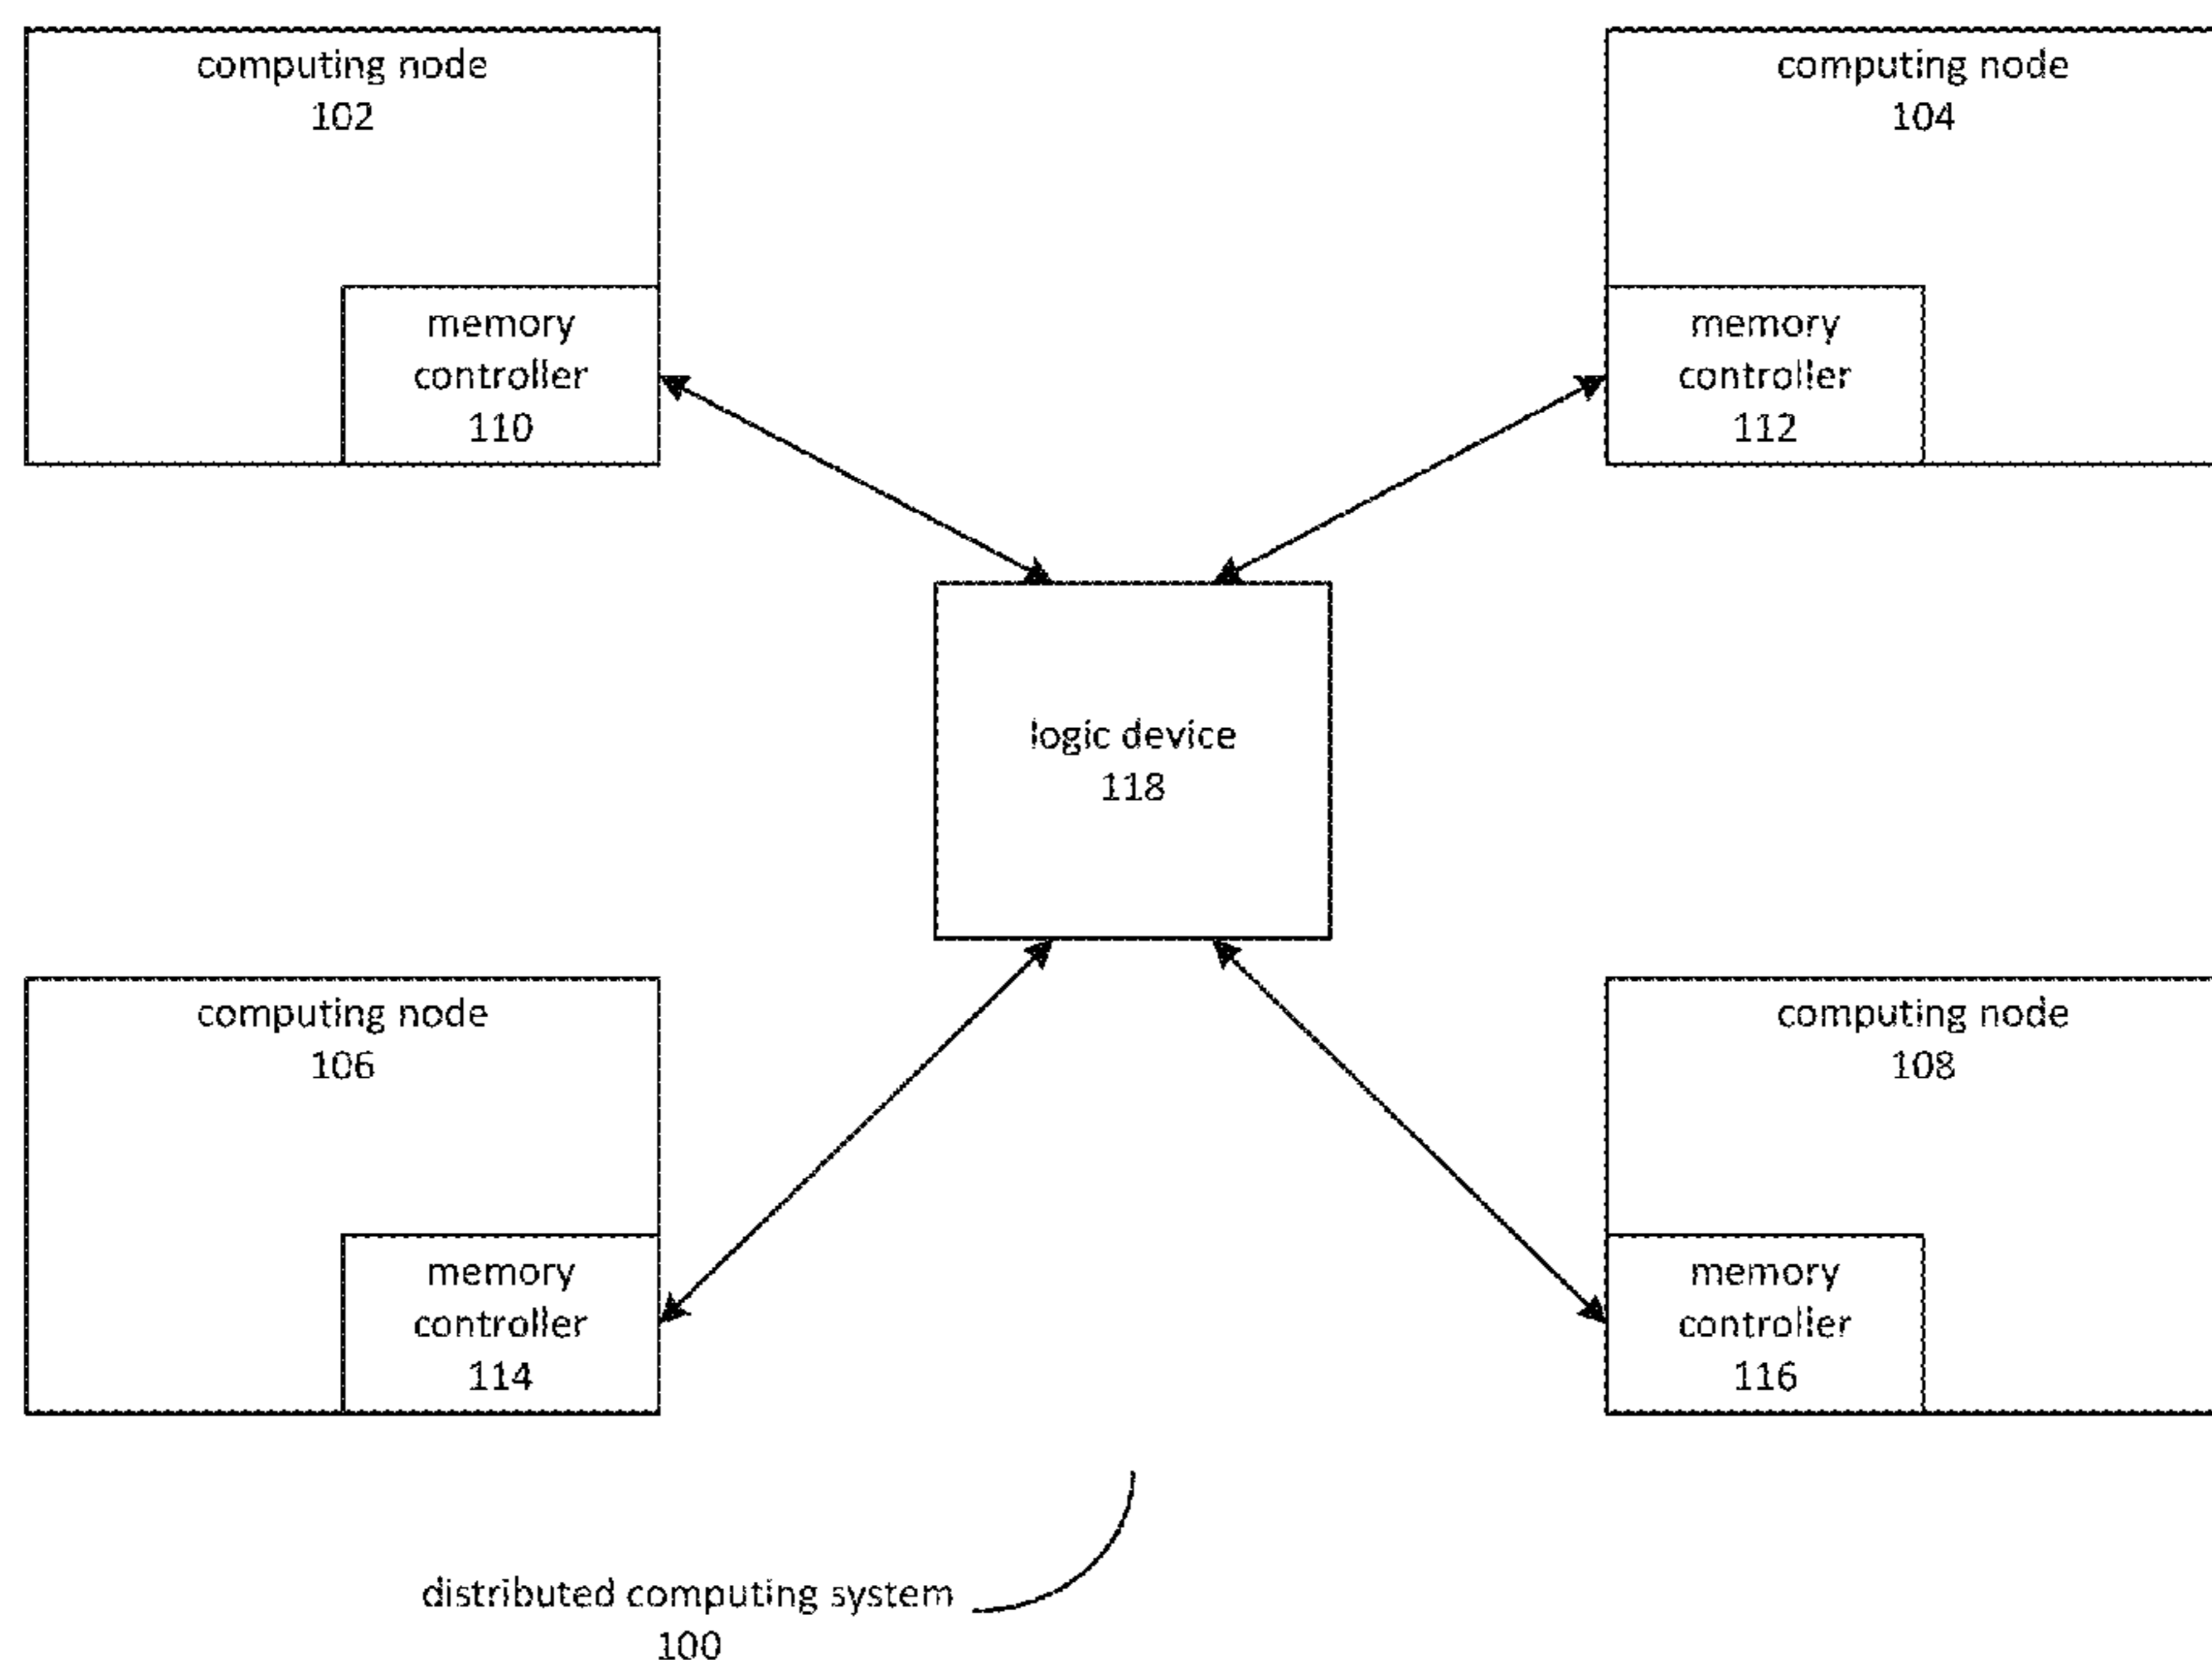 computing node
102
memory
controller
110
computing node
104
memory
controller
112
logic device
118
computing node
106
memory
controller
114
computing node
108
memory
controller
116
distributed computing system
100